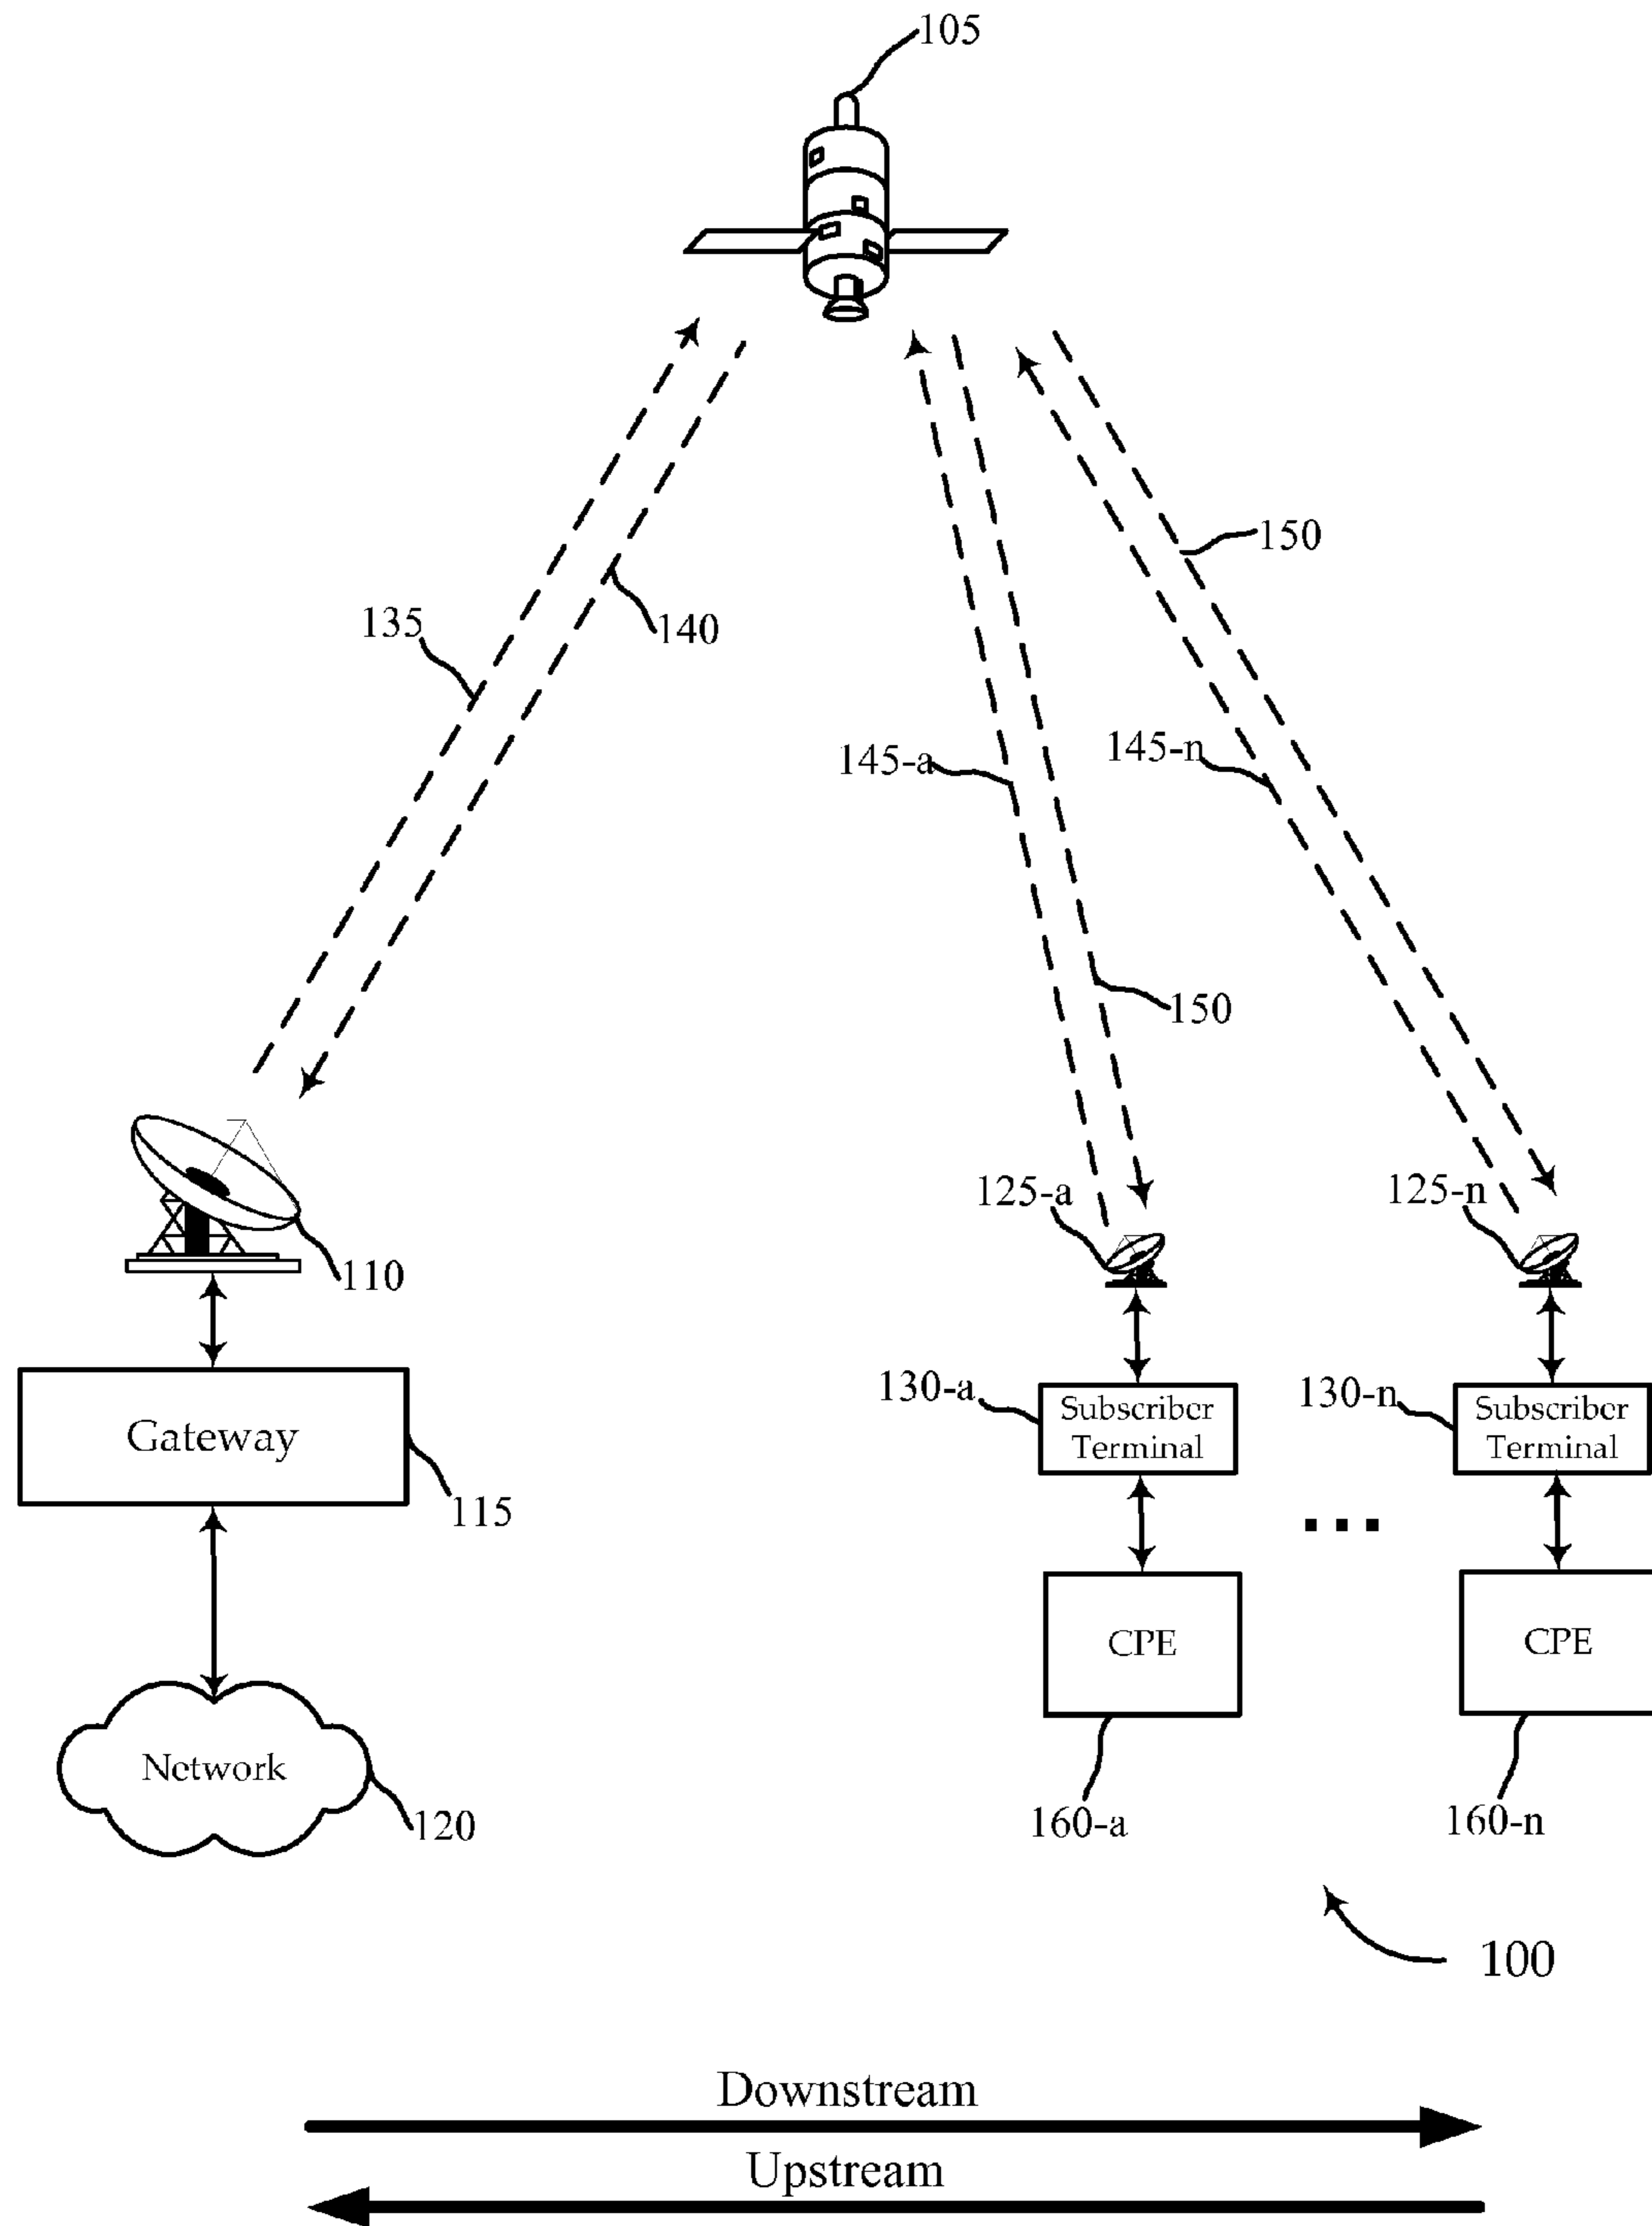 105
150
135
140
145-a
145-n
150
125-a
125-n
110
130-a
Subscriber
Terminal
130-n
Subscriber
Terminal
Gateway
115
...
CPE
CPE
Network
120
160-a
160-n
100
Downstream
Upstream